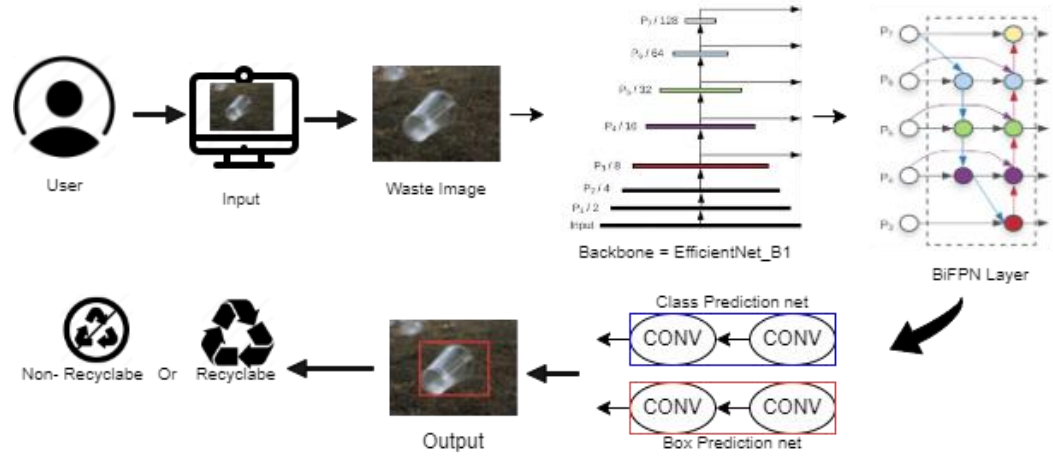 User
Input
Waste Image
P7 / 128
P6 / 64
P5 / 32
P4 / 16
P3 / 8
P2 / 4
P1 / 2
Input
Backbone = EfficientNet_B1
P7
P6
P5
P4
P3
BiFPN Layer
Class Prediction net
CONV
CONV
CONV
CONV
Box Prediction net
Output
Non- Recyclabe Or Recyclabe